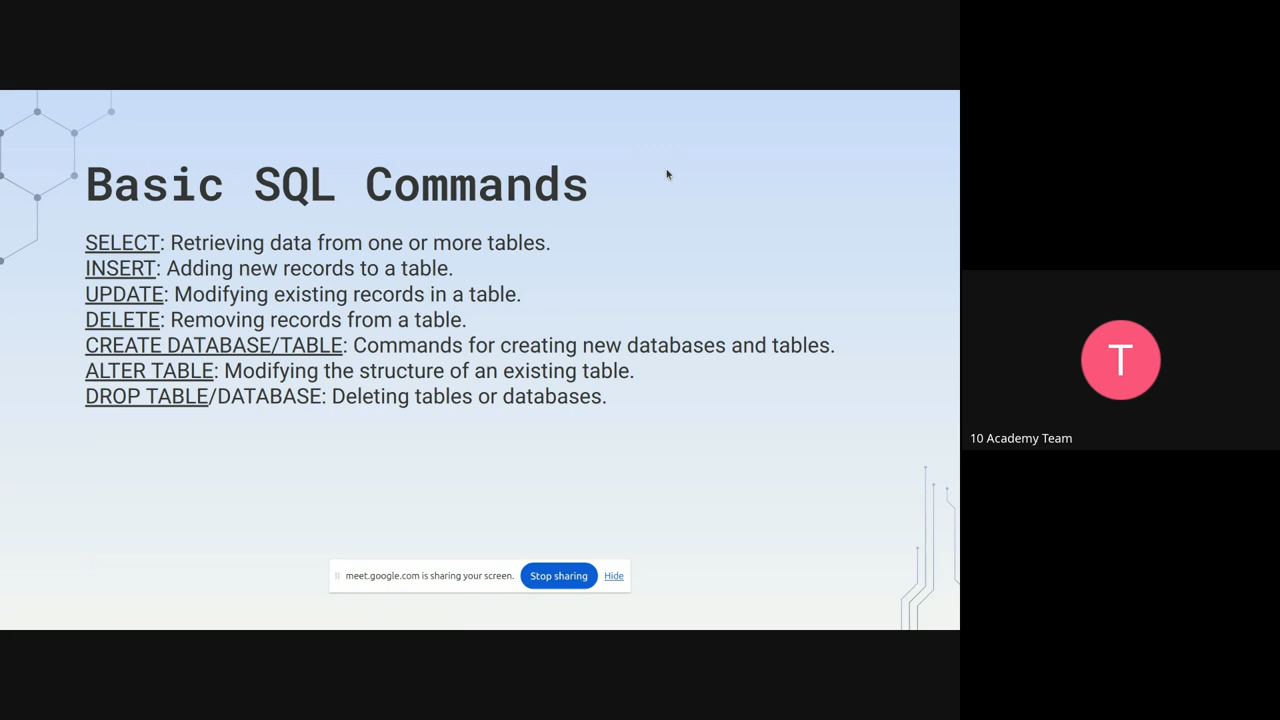 Basic SQL Commands
SELECT: Retrieving data from one or more tables.
INSERT: Adding new records to a table.
UPDATE: Modifying existing records in a table.
DELETE: Removing records from a table.
CREATE DATABASE/TABLE: Commands for creating new databases and tables.
ALTER TABLE: Modifying the structure of an existing table.
DROP TABLE/DATABASE: Deleting tables or databases.
meet.google.com is sharing your screen. Stop sharing Hide
T
10 Academy Team